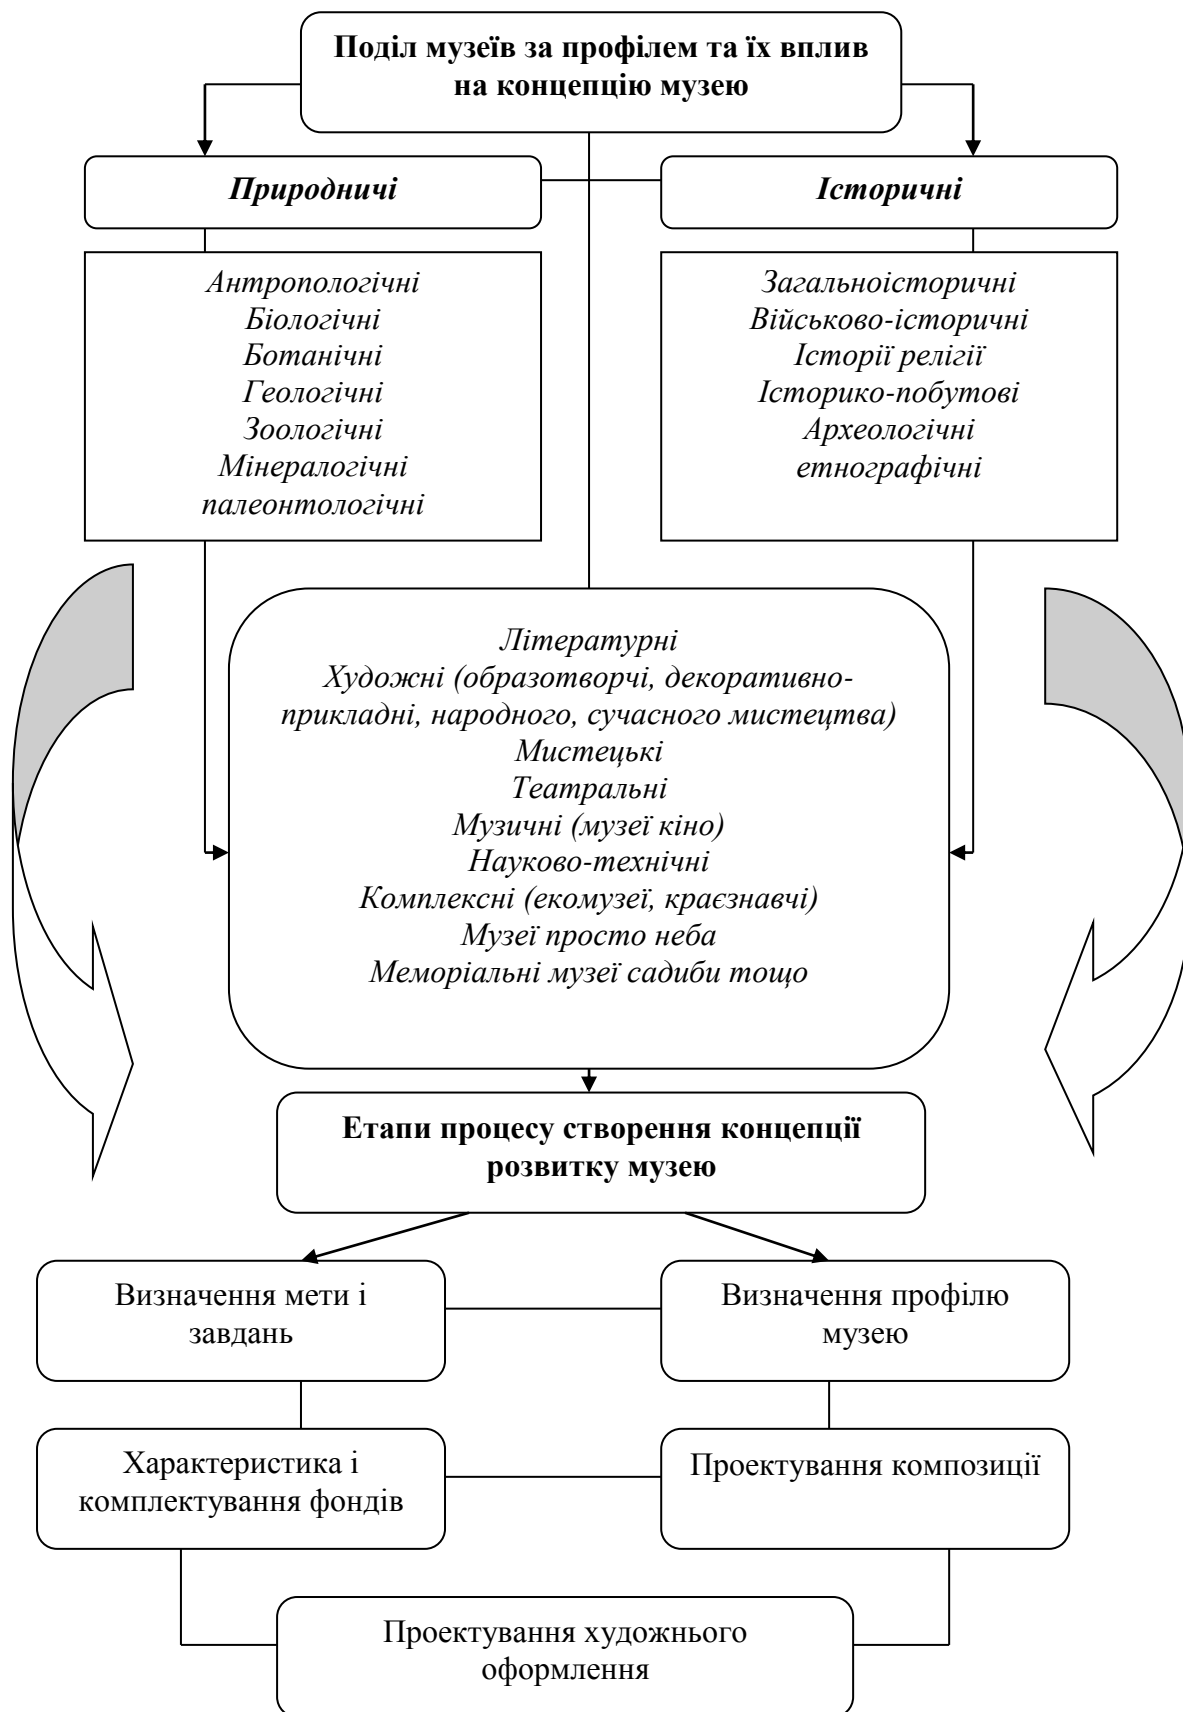 Поділ музеїв за профілем та їх вплив
на концепцію музею
Природничі
Історичні
Антропологічні
Біологічні
Ботанічні
Геологічні
Зоологічні
Мінералогічні
палеонтологічні
Загальноісторичні
Військово-історичні
Історії релігії
Історико-побутові
Археологічні
етнографічні
Літературні
Художні (образотворчі, декоративно-
прикладні, народного, сучасного мистецтва)
Мистецькі
Театральні
Музичні (музеї кіно)
Науково-технічні
Комплексні (екомузеї, краєзнавчі)
Музеї просто неба
Меморіальні музеї садиби тощо
Етапи процесу створення концепції
розвитку музею
Визначення мети і
завдань
Визначення профілю
музею
Характеристика і
комплектування фондів
Проектування композиції
Проектування художнього
оформлення